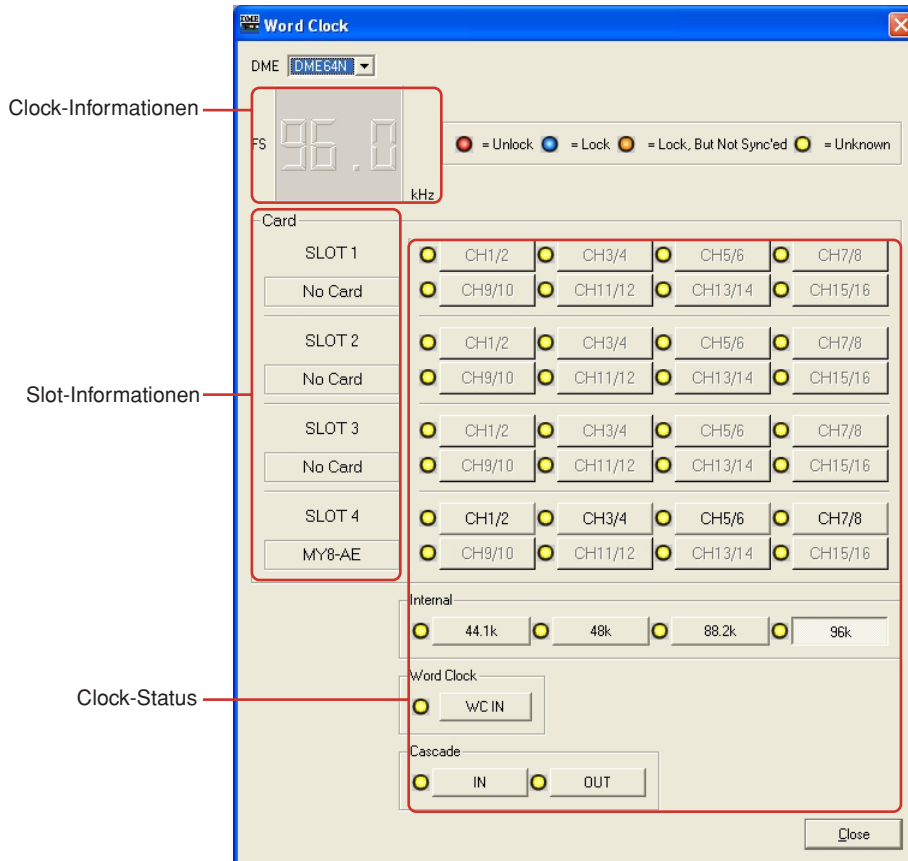 DME Word Clock
DME DME64N
Clock-Informationen
FS 96.0 kHz
= Unlock = Lock = Lock, But Not Sync'ed = Unknown
Card
SLOT 1 CH1/2 CH3/4 CH5/6 CH7/8
No Card CH9/10 CH11/12 CH13/14 CH15/16
SLOT 2 CH1/2 CH3/4 CH5/6 CH7/8
No Card CH9/10 CH11/12 CH13/14 CH15/16
Slot-Informationen
SLOT 3 CH1/2 CH3/4 CH5/6 CH7/8
No Card CH9/10 CH11/12 CH13/14 CH15/16
SLOT 4 CH1/2 CH3/4 CH5/6 CH7/8
MY8-AE CH9/10 CH11/12 CH13/14 CH15/16
Internal
44.1k 48k 88.2k 96k
Word Clock
Clock-Status
WC IN
Cascade
IN OUT
Close